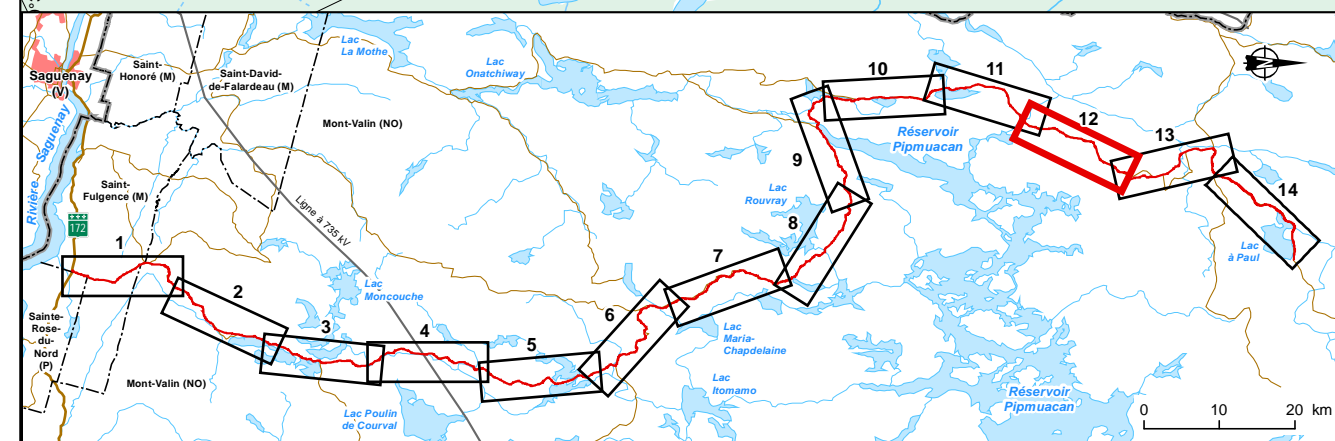 Saguenay
(V)
Saint-
Honoré (M)
Saint-David-
de-Falardeau (M)
Lac
La Mothe
Lac
Onatchiway
Mont-Valin (NO)
Rivière Saguenay
Saint-
Fulgence (M)
172
Ligne à 735 kV
Sainte-
Rose-
du-
Nord
(P)
Mont-Valin (NO)
Lac
Moncouche
Lac Poulin
de Courval
Lac
Maria-
Chapdelaine
Lac
Itomamo
Lac
Rouvray
Réservoir
Pipmuacan
Réservoir
Pipmuacan
Lac
à Paul
N
1
2
3
4
5
6
7
8
9
10
11
12
13
14
0 10 20 km